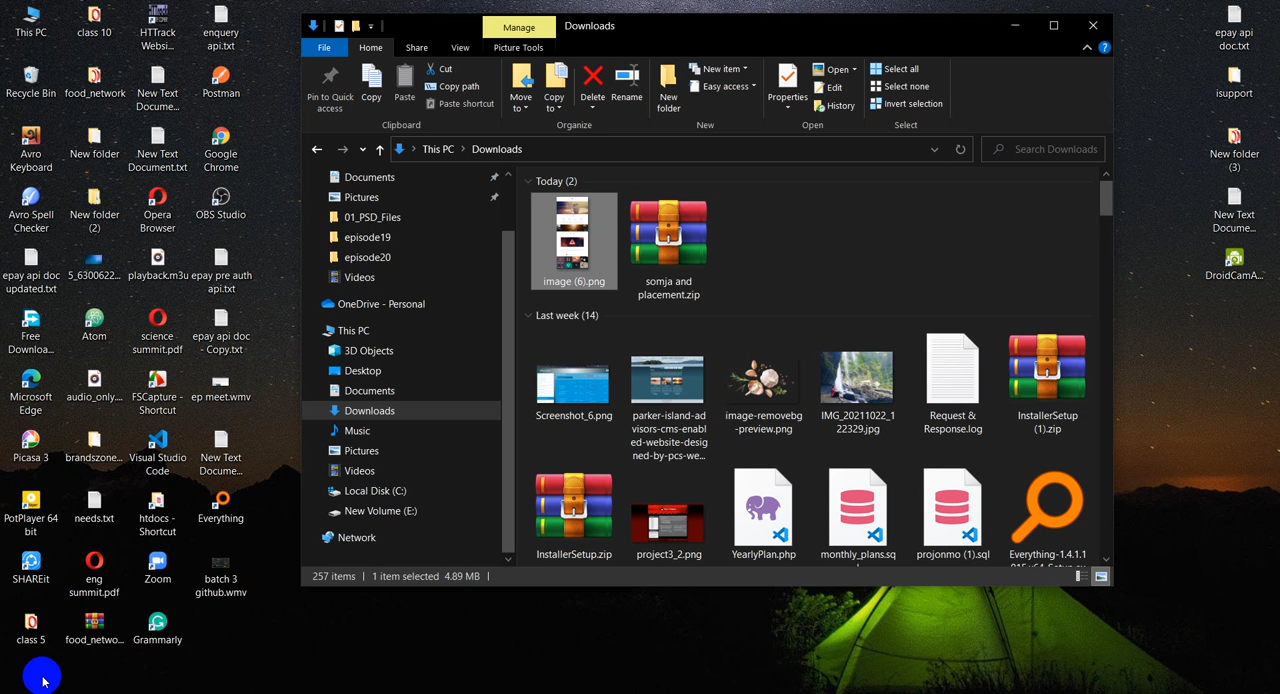 This PC
class 10
HTTrack
Websi...
enquery
api.txt
Recycle Bin
food_network
New Text
Docume...
Postman
Avro
Keyboard
New folder
New Text
Document.txt
Google
Chrome
Avro Spell
Checker
New folder
(2)
Opera
Browser
OBS Studio
epay api doc
updated.txt
5_6300622...
playback.m3u
epay pre auth
api.txt
Free
Downloa...
Atom
science
summit.pdf
epay api doc
- Copy.txt
Microsoft
Edge
audio_only....
FSCapture -
Shortcut
ep meet.wmv
Picasa 3
brandszone...
Visual Studio
Code
New Text
Docume...
PotPlayer 64
bit
needs.txt
htdocs -
Shortcut
Everything
SHAREit
eng
summit.pdf
Zoom
batch 3
github.wmv
class 5
food_netwo...
Grammarly
Manage
Downloads
File
Home
Share
View
Picture Tools
Pin to Quick
access
Copy
Paste
Cut
Copy path
Paste shortcut
Clipboard
Move
to
Copy
to
Delete
Rename
Organize
New
folder
New item
Easy access
New
Properties
Open
Edit
History
Open
Select all
Select none
Invert selection
Select
This PC
Downloads
Search Downloads
Documents
Pictures
01_PSD_Files
episode19
episode20
Videos
OneDrive - Personal
This PC
3D Objects
Desktop
Documents
Downloads
Music
Pictures
Videos
Local Disk (C:)
New Volume (E:)
Network
Today (2)
image (6).png
somja and
placement.zip
Last week (14)
Screenshot_6.png
parker-island-ad
visors-cms-enabl
ed-website-desig
ned-by-pcs-we...
image-removebg
-preview.png
IMG_20211022_1
22329.jpg
Request &
Response.log
InstallerSetup
(1).zip
InstallerSetup.zip
project3_2.png
YearlyPlan.php
monthly_plans.sq
l
projonmo (1).sql
Everything-1.4.1.1
257 items
1 item selected 4.89 MB
epay api
doc.txt
isupport
New folder
(3)
New Text
Docume...
DroidCamA...